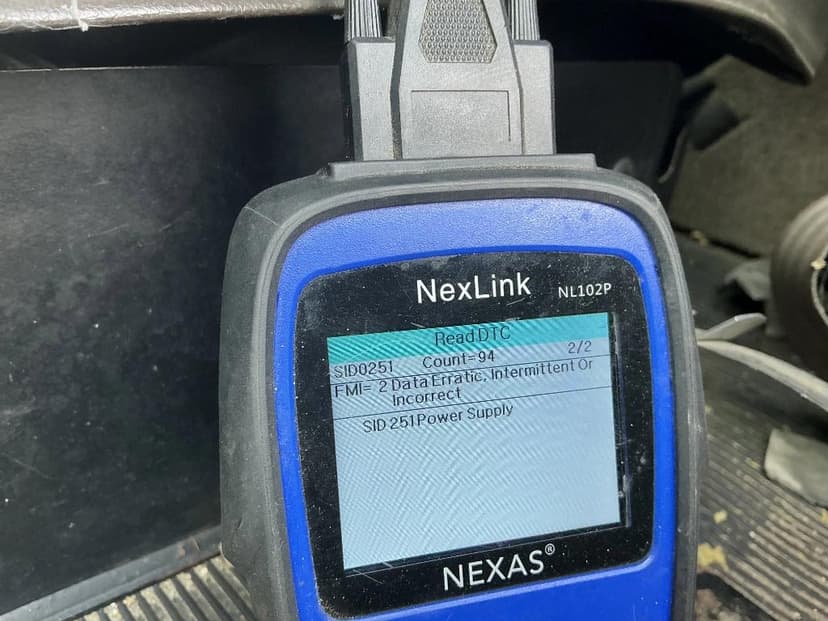 NexLink NL102P
Read DTC
SID0251 Count=94 2/2
FMI= 2 Data Erratic, Intermittent Or
Incorrect
SID 251 Power Supply
NEXAS®